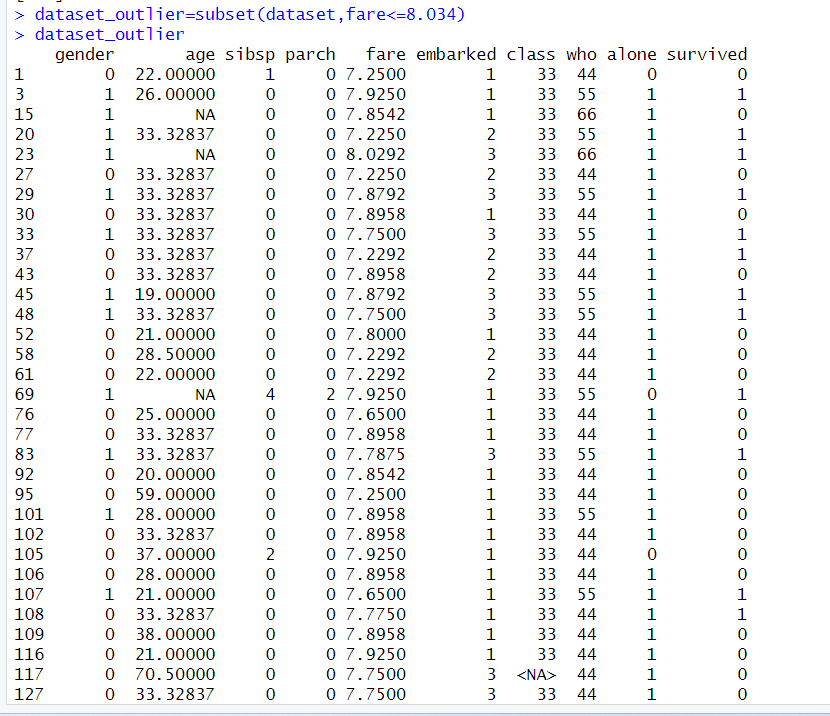 > dataset_outlier=subset(dataset,fare<=8.034)
> dataset_outlier
gender age sibsp parch fare embarked class who alone survived
1 0 22.00000 1 0 7.2500 1 33 44 0 0
3 1 26.00000 0 0 7.9250 1 33 55 1 1
15 1 NA 0 0 7.8542 1 33 66 1 0
20 1 33.32837 0 0 7.2250 2 33 55 1 1
23 1 NA 0 0 8.0292 3 33 66 1 1
27 0 33.32837 0 0 7.2250 2 33 44 1 0
29 1 33.32837 0 0 7.8792 3 33 55 1 1
30 0 33.32837 0 0 7.8958 1 33 44 1 0
33 1 33.32837 0 0 7.7500 3 33 55 1 1
37 0 33.32837 0 0 7.2292 2 33 44 1 1
43 0 33.32837 0 0 7.8958 2 33 44 1 0
45 1 19.00000 0 0 7.8792 3 33 55 1 1
48 1 33.32837 0 0 7.7500 3 33 55 1 1
52 0 21.00000 0 0 7.8000 1 33 44 1 0
58 0 28.50000 0 0 7.2292 2 33 44 1 0
61 0 22.00000 0 0 7.2292 2 33 44 1 0
69 1 NA 4 2 7.9250 1 33 55 0 1
76 0 25.00000 0 0 7.6500 1 33 44 1 0
77 0 33.32837 0 0 7.8958 1 33 44 1 0
83 1 33.32837 0 0 7.7875 3 33 55 1 1
92 0 20.00000 0 0 7.8542 1 33 44 1 0
95 0 59.00000 0 0 7.2500 1 33 44 1 0
101 1 28.00000 0 0 7.8958 1 33 55 1 0
102 0 33.32837 0 0 7.8958 1 33 44 1 0
105 0 37.00000 2 0 7.9250 1 33 44 0 0
106 0 28.00000 0 0 7.8958 1 33 44 1 0
107 1 21.00000 0 0 7.6500 1 33 55 1 1
108 0 33.32837 0 0 7.7750 1 33 44 1 1
109 0 38.00000 0 0 7.8958 1 33 44 1 0
116 0 21.00000 0 0 7.9250 1 33 44 1 0
117 0 70.50000 0 0 7.7500 3 <NA> 44 1 0
127 0 33.32837 0 0 7.7500 3 33 44 1 0